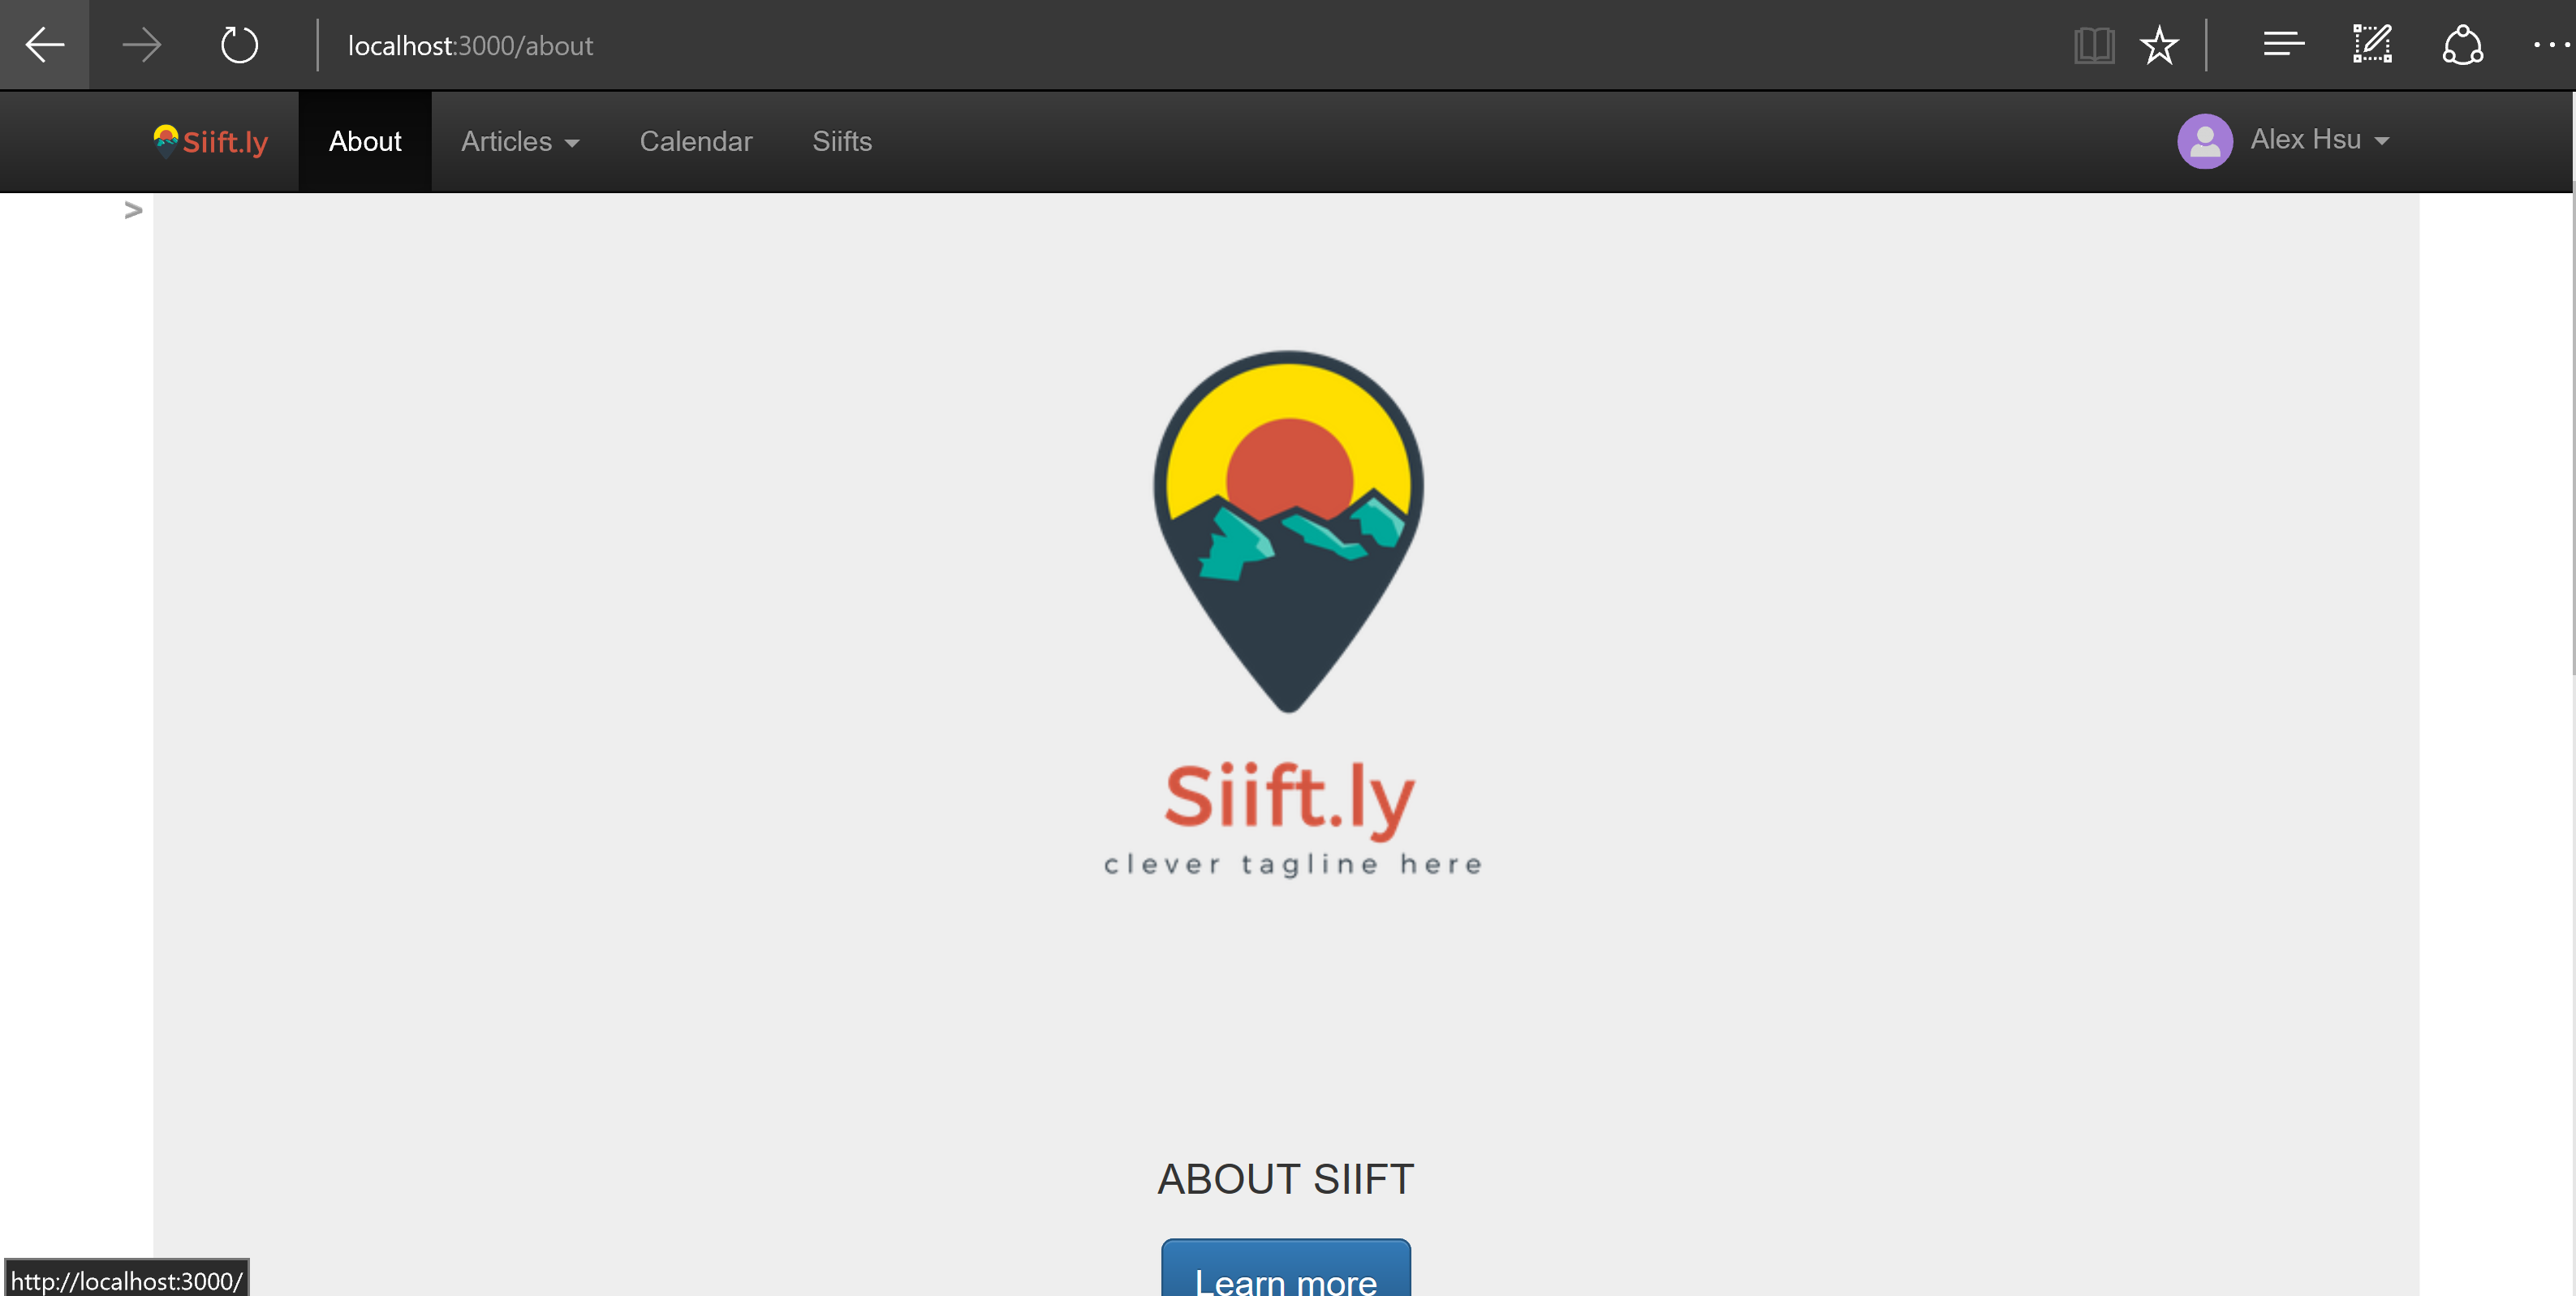 localhost:3000/about
Siift.ly About Articles Calendar Siifts Alex Hsu
>
Siift.ly
clever tagline here
ABOUT SIIFT
Learn more
http://localhost:3000/